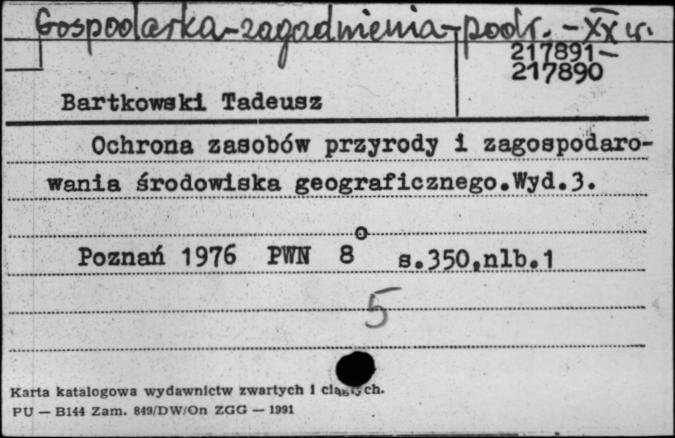 Gospodarka-zagadnienia-podr. - XX w.
217891-
217890
Bartkowski Tadeusz
Ochrona zasobów przyrody i zagospodaro-
wania środowiska geograficznego.Wyd.3.
Poznań 1976 PWN 8° s.350,nlb.1
5
Karta katalogowa wydawnictw zwartych i ciągłych.
PU — B144 Zam. 849/DW/On ZGG — 1991